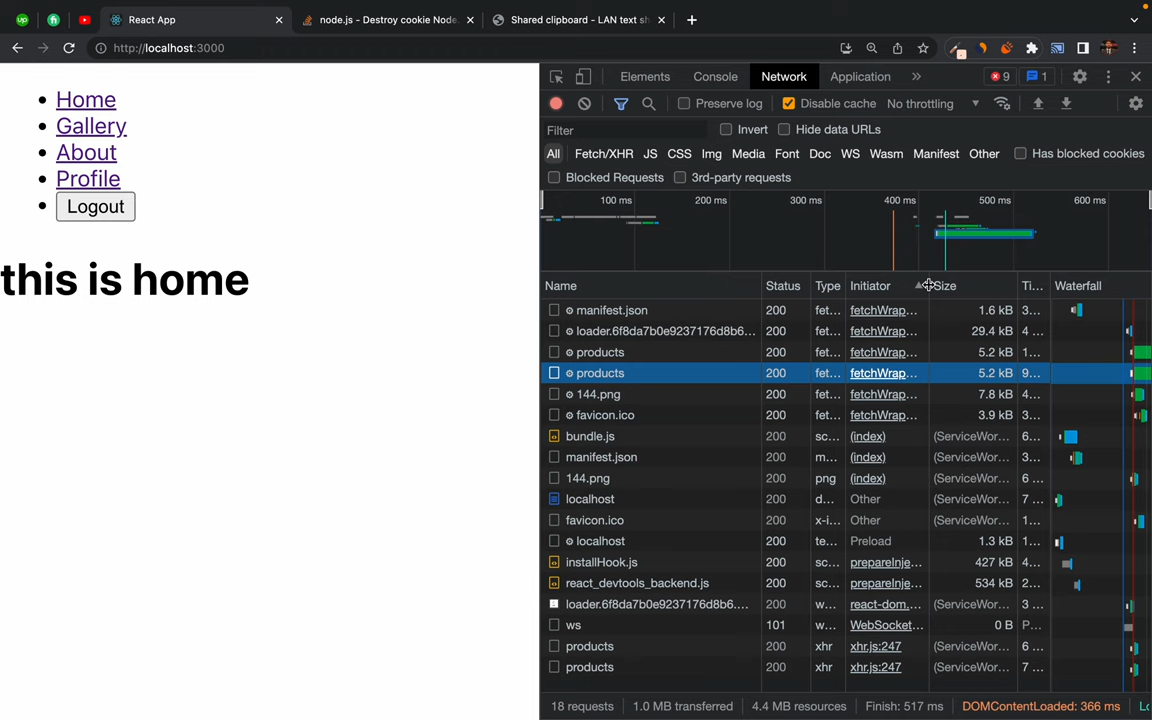 up
React App
node.js - Destroy cookie Node.
Shared clipboard - LAN text sh
http://localhost:3000
Home
Gallery
About
Profile
Logout
this is home
Elements Console Network Application » 9 1
Preserve log Disable cache No throttling
Filter Invert Hide data URLs
All Fetch/XHR JS CSS Img Media Font Doc WS Wasm Manifest Other Has blocked cookies
Blocked Requests 3rd-party requests
100 ms 200 ms 300 ms 400 ms 500 ms 600 ms
Name Status Type Initiator Size Ti... Waterfall
manifest.json 200 fet... fetchWrap... 1.6 kB 3...
loader.6f8da7b0e9237176d8b6... 200 fet... fetchWrap... 29.4 kB 4...
products 200 fet... fetchWrap... 5.2 kB 1...
products 200 fet... fetchWrap... 5.2 kB 9...
144.png 200 fet... fetchWrap... 7.8 kB 4...
favicon.ico 200 fet... fetchWrap... 3.9 kB 4...
bundle.js 200 sc... (index) (ServiceWor... 6...
manifest.json 200 m... (index) (ServiceWor... 3...
144.png 200 png (index) (ServiceWor... 6 ...
localhost 200 d... Other (ServiceWor... 7 ...
favicon.ico 200 x-i... Other (ServiceWor... 1...
localhost 200 te... Preload 1.3 kB 1...
installHook.js 200 sc... prepareInje... 427 kB 4...
react_devtools_backend.js 200 sc... prepareInje... 534 kB 2...
loader.6f8da7b0e9237176d8b6.... 200 w... react-dom.... (ServiceWor... 3 ...
ws 101 w... WebSocket... 0 B P...
products 200 xhr xhr.js:247 (ServiceWor... 6 ...
products 200 xhr xhr.js:247 (ServiceWor... 7 ...
18 requests 1.0 MB transferred 4.4 MB resources Finish: 517 ms DOMContentLoaded: 366 ms